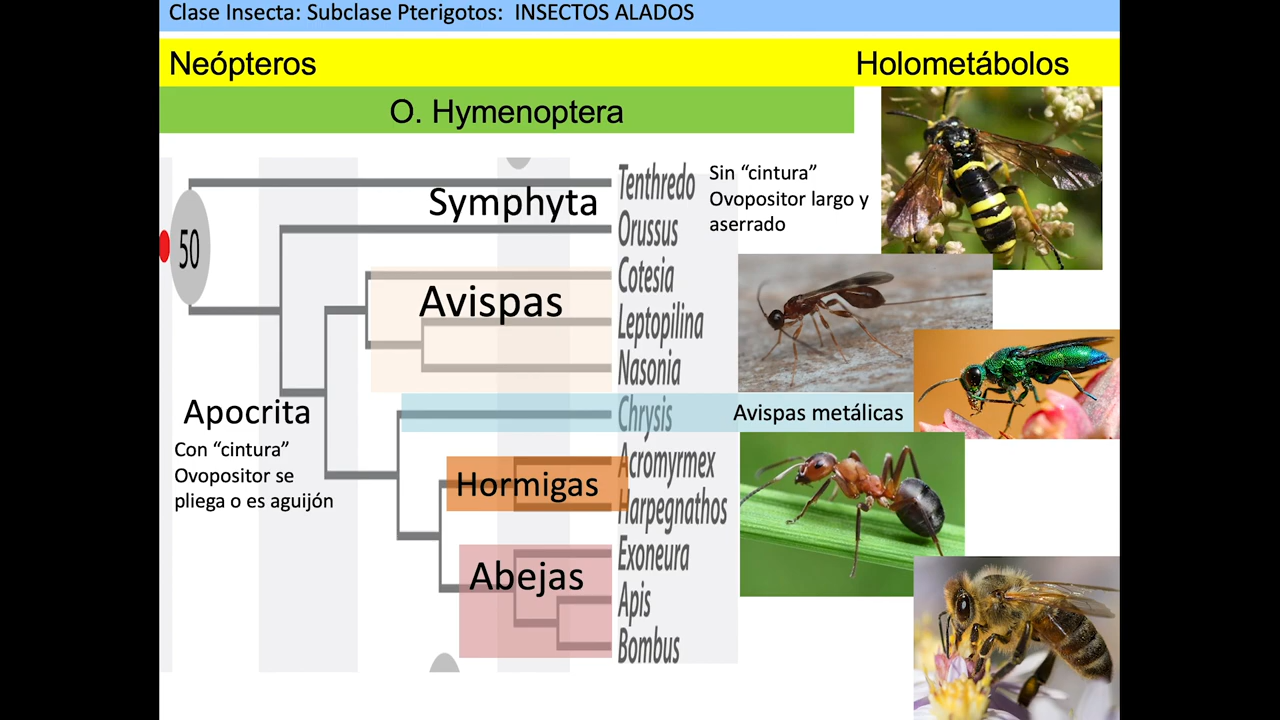 Clase Insecta: Subclase Pterigotos: INSECTOS ALADOS
Neópteros
Holometábolos
O. Hymenoptera
50
Symphyta
Tenthredo
Orussus
Sin “cintura”
Ovopositor largo y
aserrado
Avispas
Cotesia
Leptopilina
Nasonia
Apocrita
Con “cintura”
Ovopositor se
pliega o es aguijón
Chrysis
Avispas metálicas
Hormigas
Acromyrmex
Harpegnathos
Abejas
Exoneura
Apis
Bombus